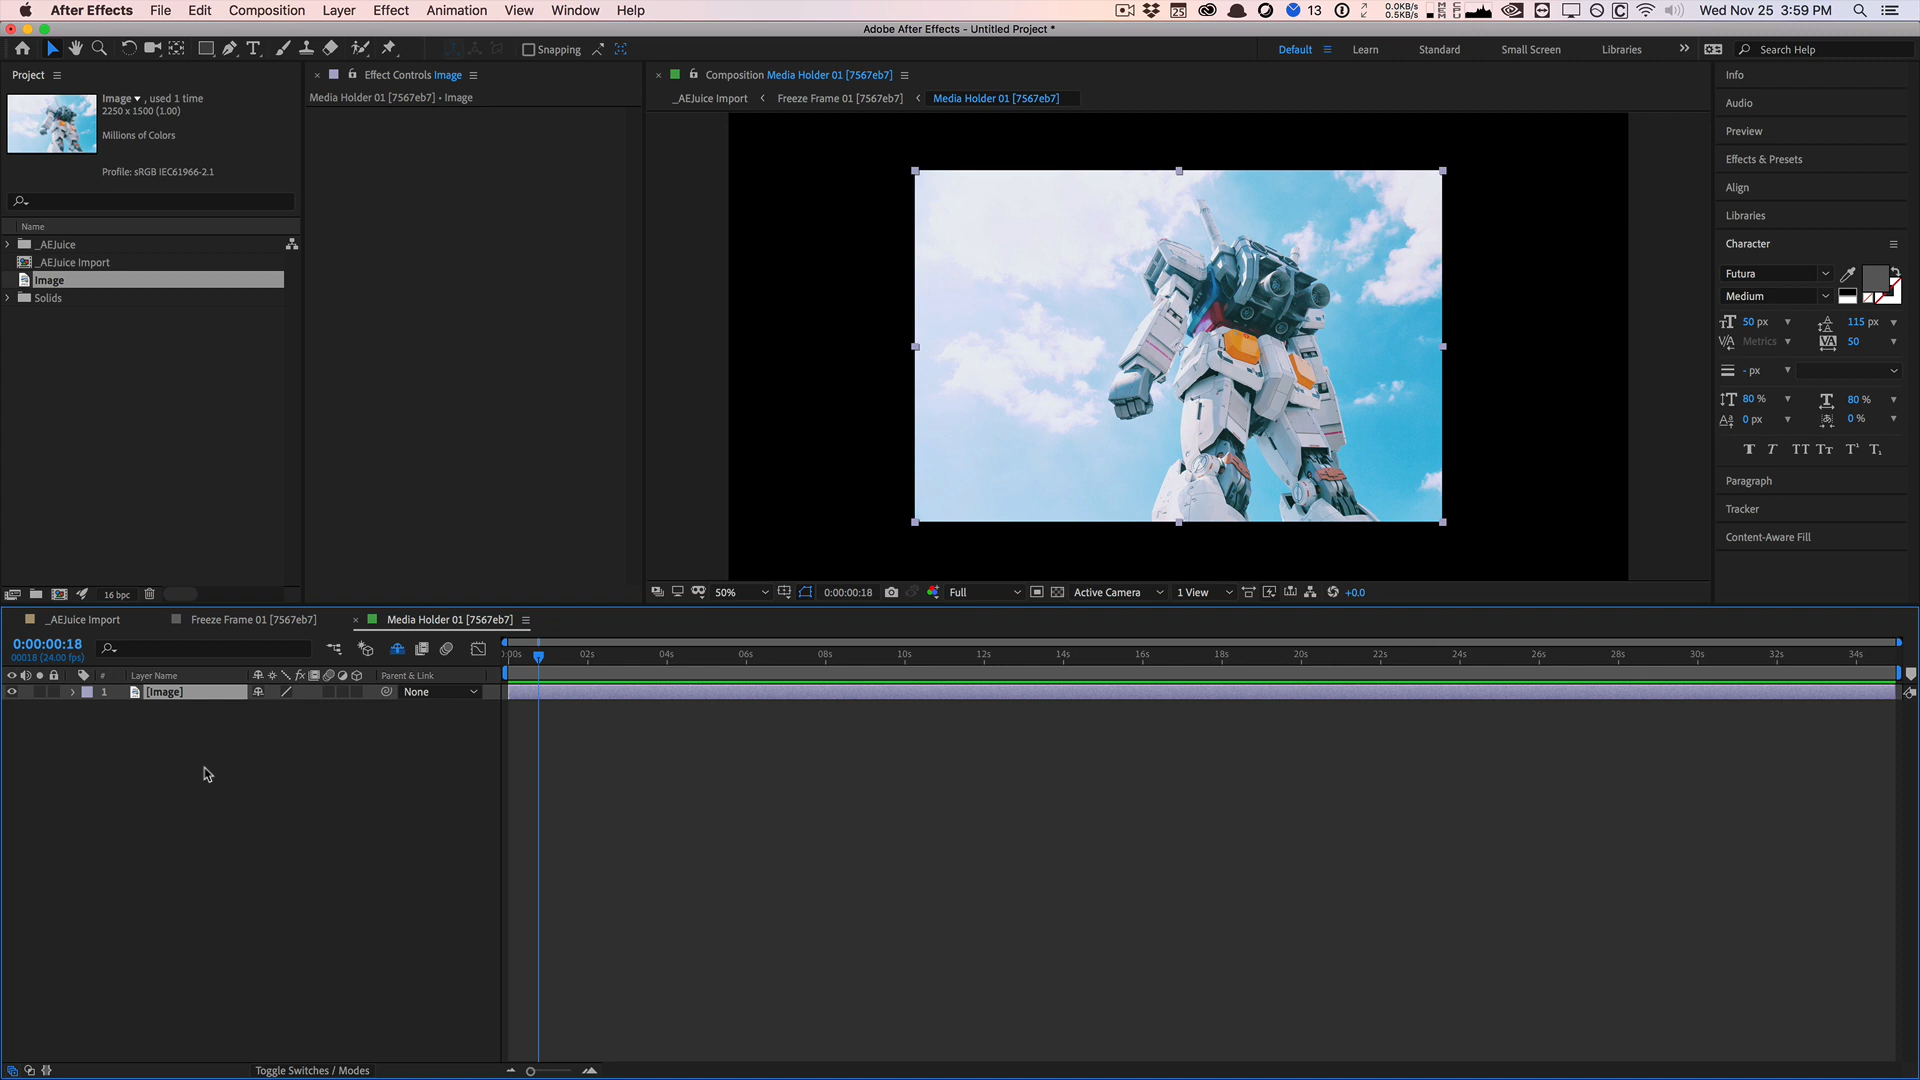 After Effects File Edit Composition Layer Effect Animation View Window Help
25 13 0.0KB/s 0.5KB/s Wed Nov 25 3:59 PM
Adobe After Effects - Untitled Project *
Snapping Default Learn Standard Small Screen Libraries Search Help
Project
Effect Controls Image
Composition Media Holder 01 [7567eb7]
Info
Image ▾, used 1 time
2250 x 1500 (1.00)
Millions of Colors
Profile: sRGB IEC61966-2.1
Media Holder 01 [7567eb7] • Image
_AEJuice Import Freeze Frame 01 [7567eb7] Media Holder 01 [7567eb7]
Audio
Preview
Effects & Presets
Align
Libraries
Character
Futura
Medium
50 px 115 px
Metrics 50
- px
80 % 80 %
0 px 0 %
Paragraph
Tracker
Content-Aware Fill
Name
_AEJuice
_AEJuice Import
Image
Solids
16 bpc
50% 0:00:00:18 Full Active Camera 1 View +0.0
_AEJuice Import Freeze Frame 01 [7567eb7] Media Holder 01 [7567eb7]
0:00:00:18
00018 (24.00 fps)
:00s 02s 04s 06s 08s 10s 12s 14s 16s 18s 20s 22s 24s 26s 28s 30s 32s 34s
# Layer Name Parent & Link
1 [Image] None
Toggle Switches / Modes